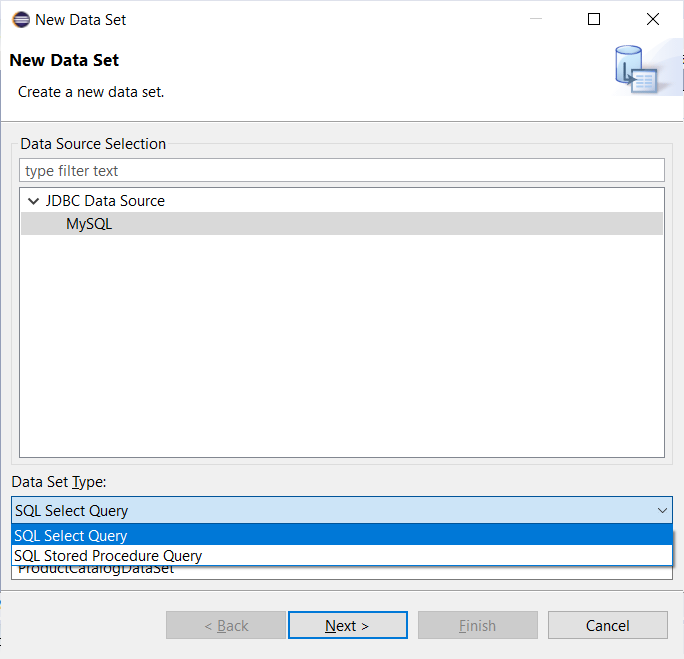 New Data Set
New Data Set
Create a new data set.
Data Source Selection
type filter text
JDBC Data Source
MySQL
Data Set Type:
SQL Select Query
SQL Select Query
SQL Stored Procedure Query
ProductCatalogDataSet
< Back
Next >
Finish
Cancel